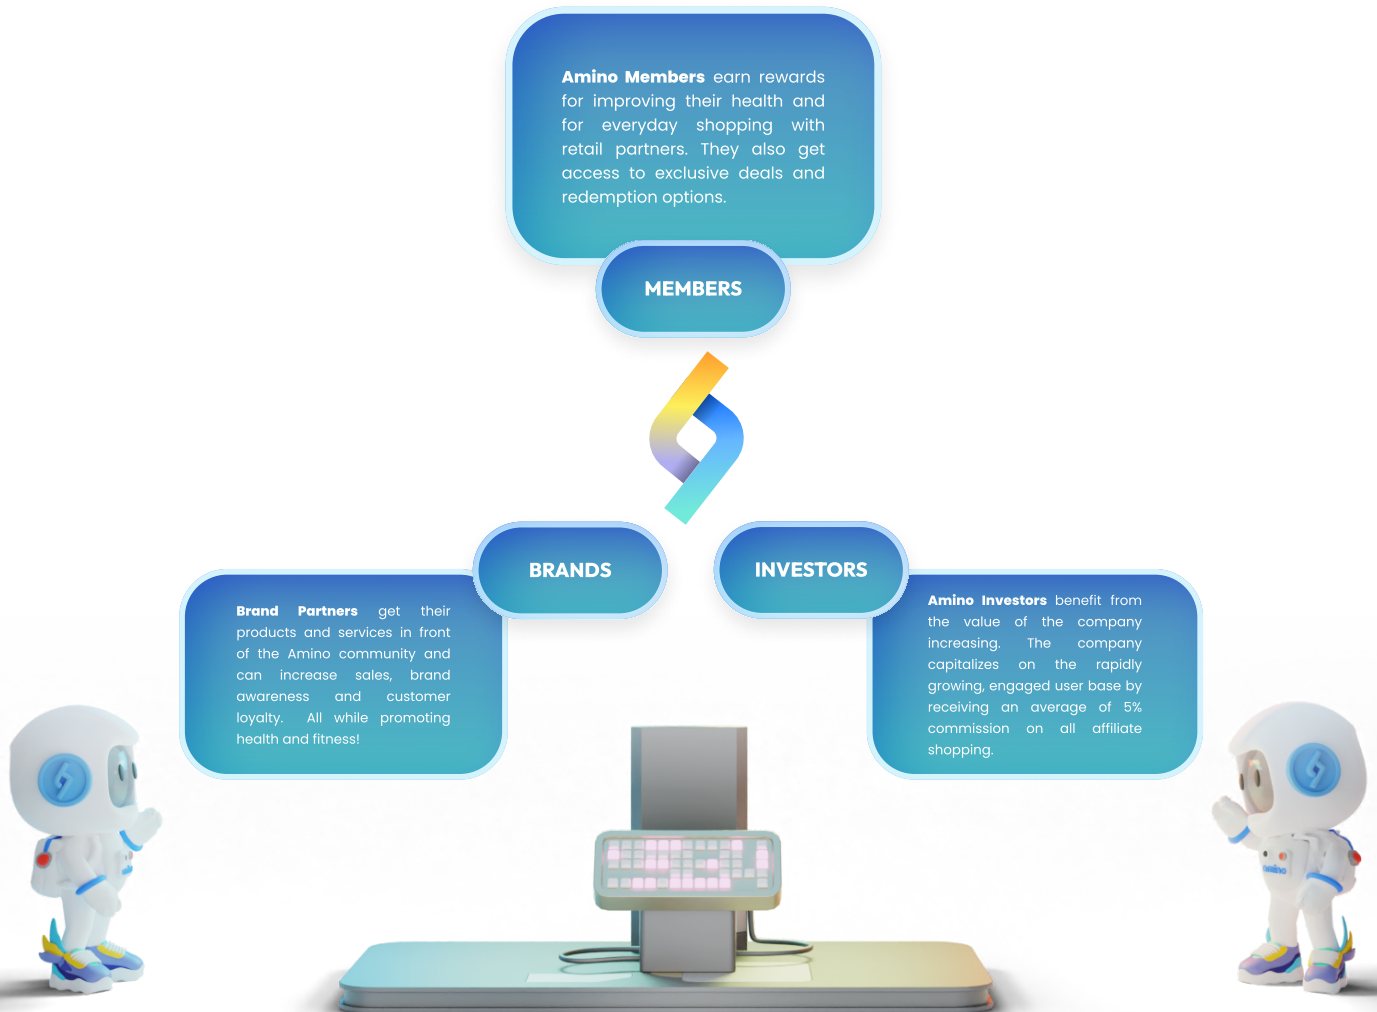 Amino Members earn rewards
for improving their health and
for everyday shopping with
retail partners. They also get
access to exclusive deals and
redemption options.
MEMBERS
BRANDS
INVESTORS
Brand Partners get their
products and services in front
of the Amino community and
can increase sales, brand
awareness and customer
loyalty. All while promoting
health and fitness!
Amino Investors benefit from
the value of the company
increasing. The company
capitalizes on the rapidly
growing, engaged user base by
receiving an average of 5%
commission on all affiliate
shopping.
amino